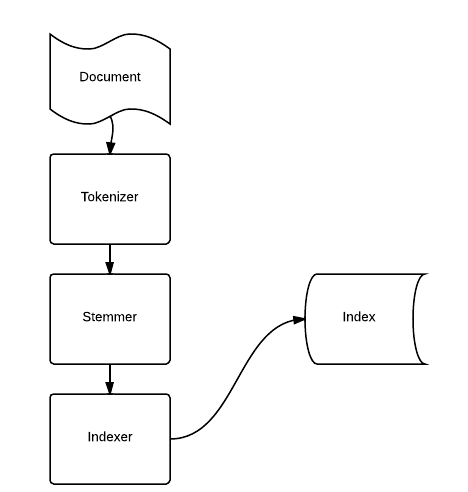 Document
Tokenizer
Stemmer
Index
Indexer